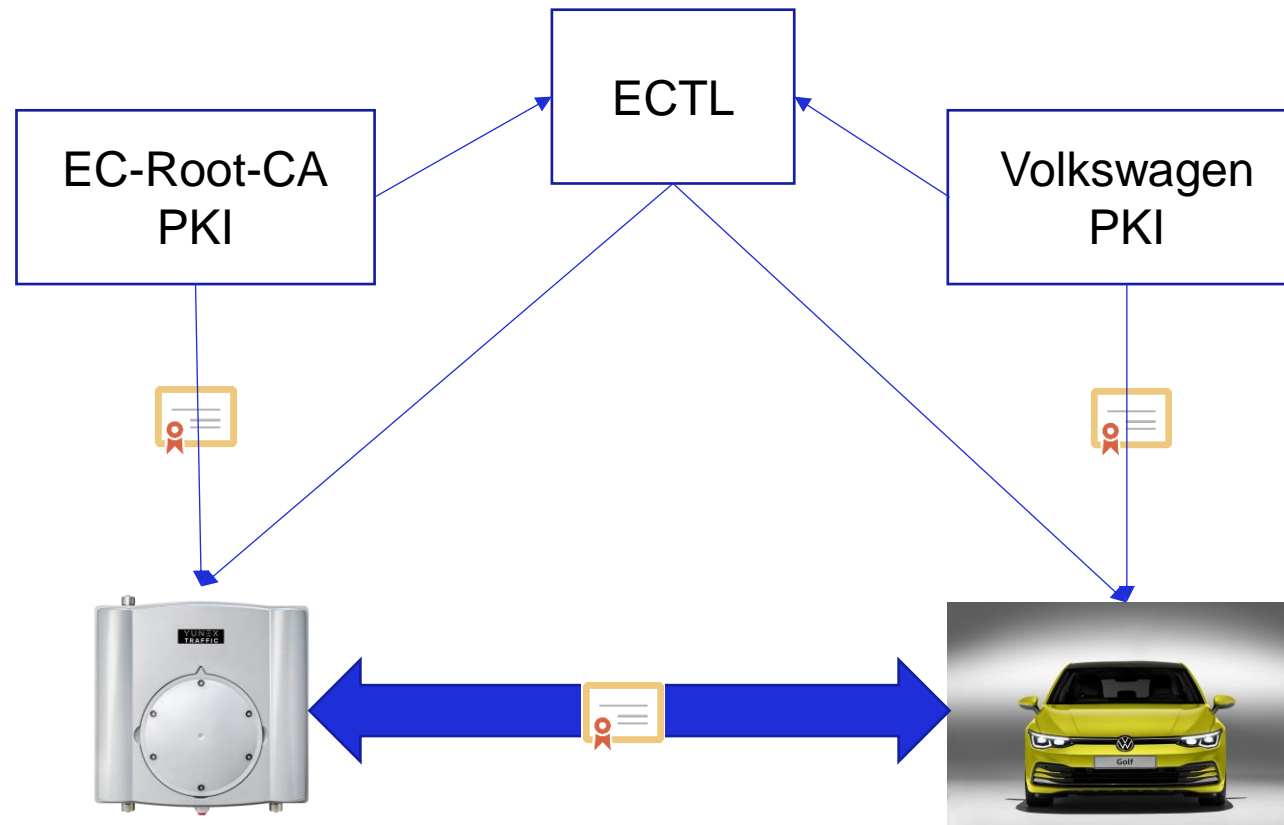 ECTL
EC-Root-CA
PKI
Volkswagen
PKI
YUNEX
TRAFFIC
Golf